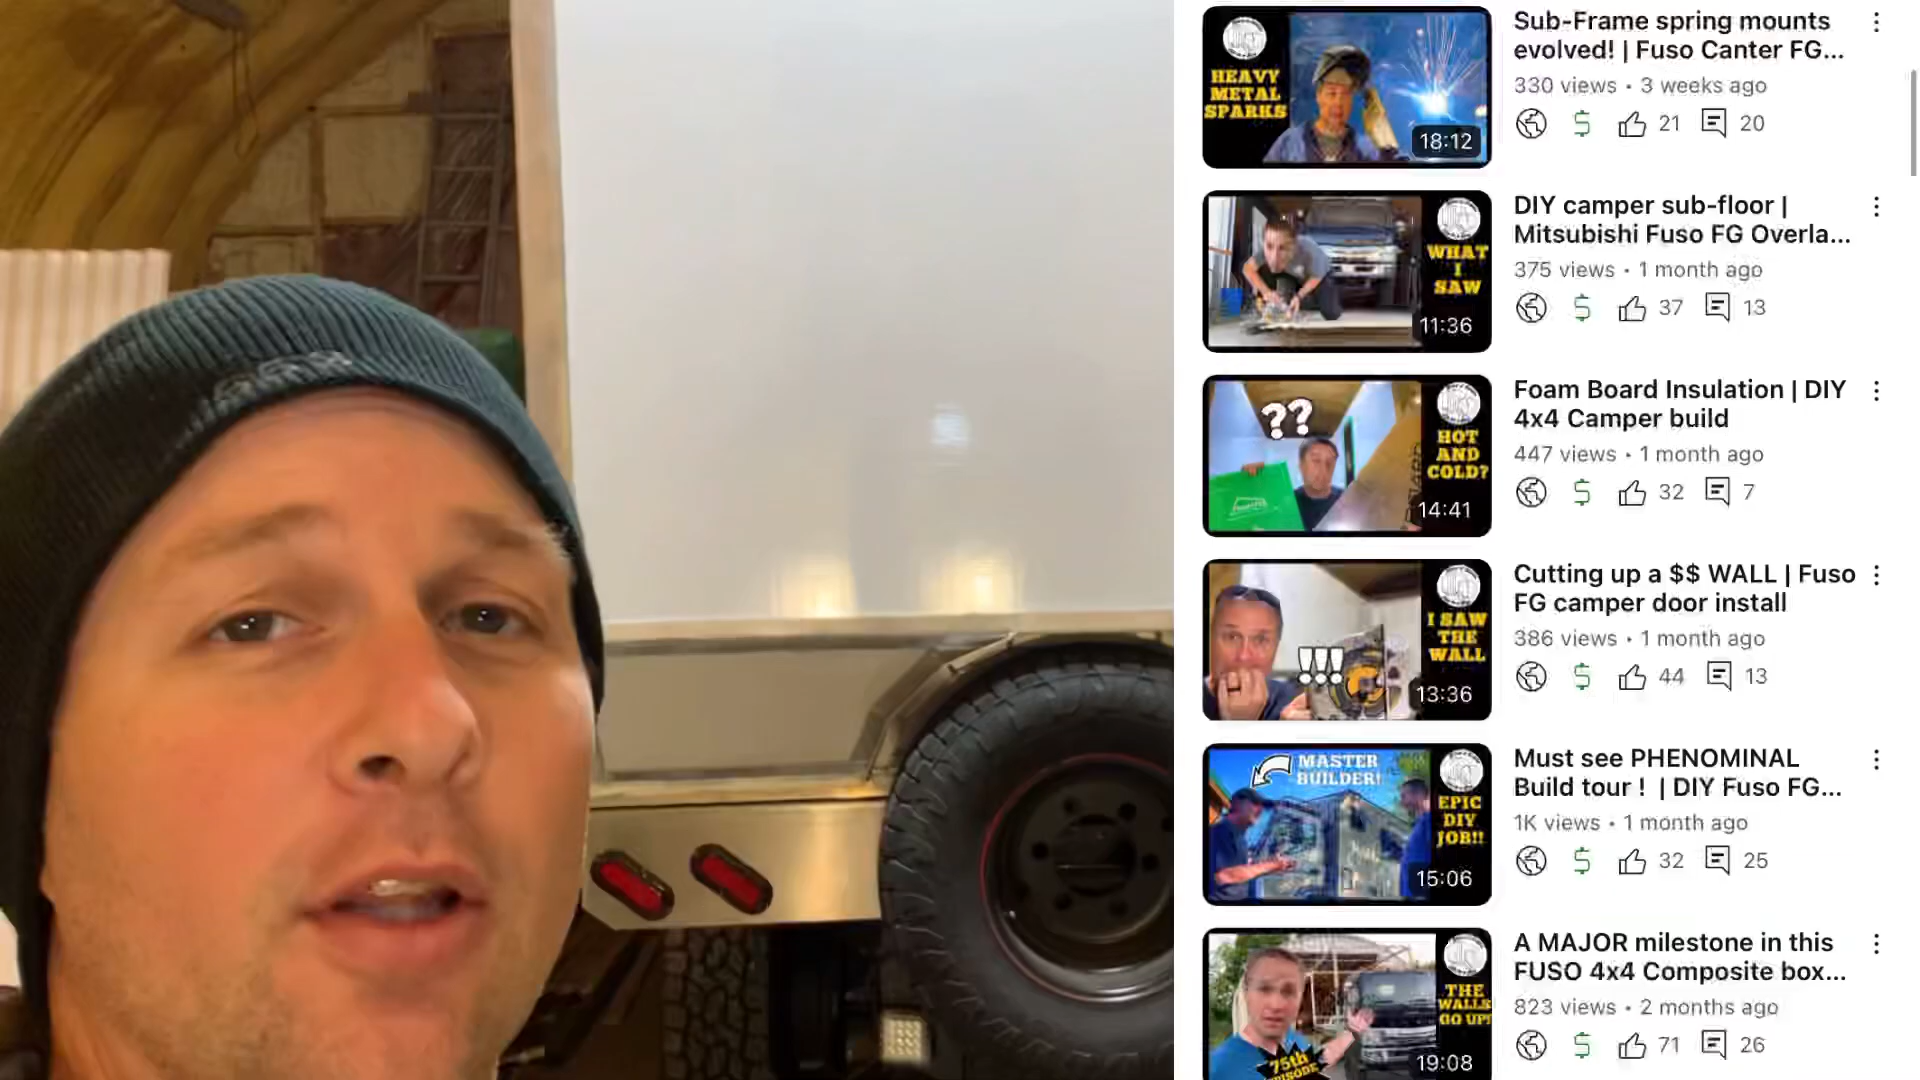 HEAVY
METAL
SPARKS
18:12
Sub-Frame spring mounts
evolved! | Fuso Canter FG...
330 views • 3 weeks ago
21 20
WHAT
I
SAW
11:36
DIY camper sub-floor |
Mitsubishi Fuso FG Overla...
375 views • 1 month ago
37 13
??
HOT
AND
COLD?
14:41
Foam Board Insulation | DIY
4x4 Camper build
447 views • 1 month ago
32 7
!!!
I SAW
THE
WALL
13:36
Cutting up a $$ WALL | Fuso
FG camper door install
386 views • 1 month ago
44 13
MASTER
BUILDER!
EPIC
DIY
JOB!!
15:06
Must see PHENOMINAL
Build tour ! | DIY Fuso FG...
1K views • 1 month ago
32 25
THE
WALLS
GO UP!
75th
EPISODE
19:08
A MAJOR milestone in this
FUSO 4x4 Composite box...
823 views • 2 months ago
71 26